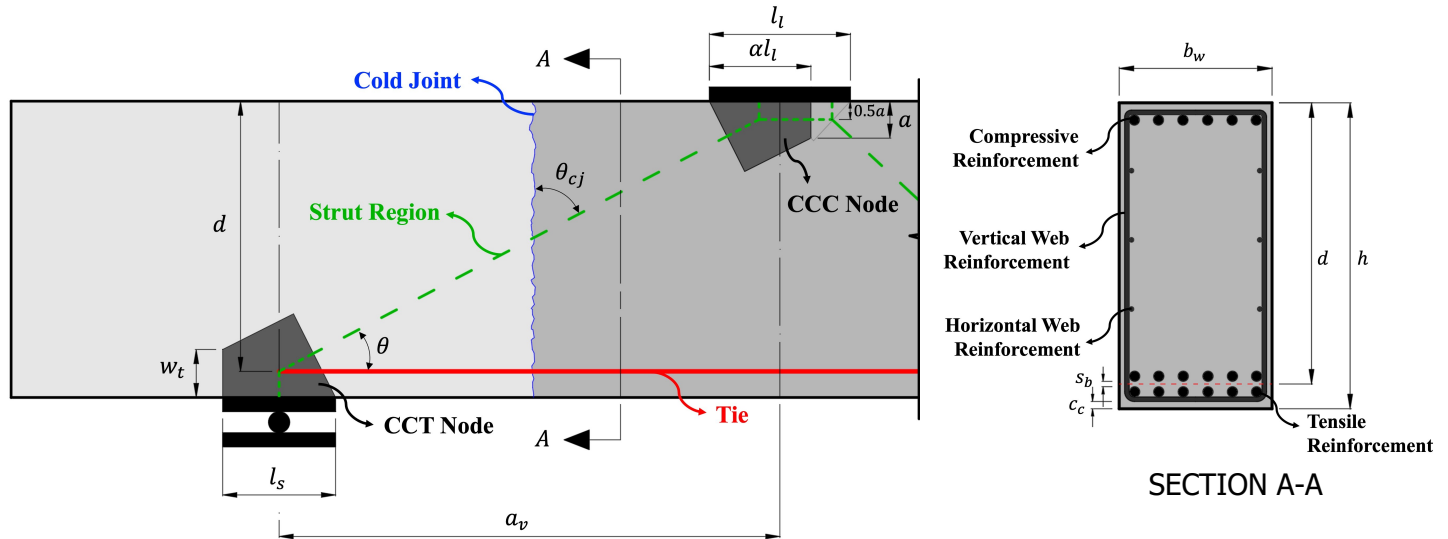 l_l
αl_l
A
Cold Joint
0.5a
a
θ_cj
CCC Node
d
Strut Region
θ
w_t
Tie
CCT Node
A
l_s
a_v
b_w
Compressive
Reinforcement
Vertical Web
Reinforcement
d
h
Horizontal Web
Reinforcement
s_b
c_c
Tensile
Reinforcement
SECTION A-A